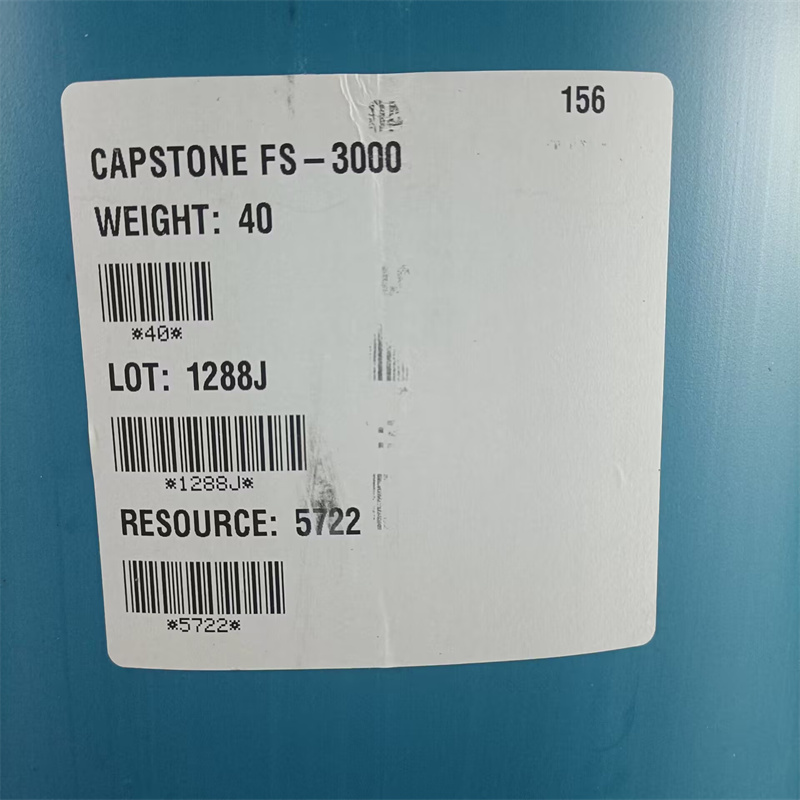 156
CAPSTONE FS-3000
WEIGHT: 40
*40*
LOT: 1288J
*1288J*
RESOURCE: 5722
*5722*